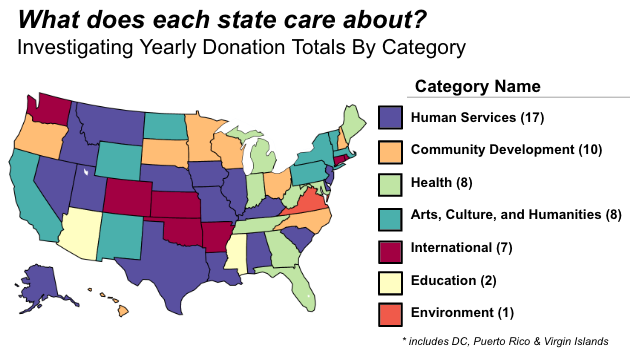 What does each state care about?
Investigating Yearly Donation Totals By Category
Category Name
Human Services (17)
Community Development (10)
Health (8)
Arts, Culture, and Humanities (8)
International (7)
Education (2)
Environment (1)
* includes DC, Puerto Rico & Virgin Islands